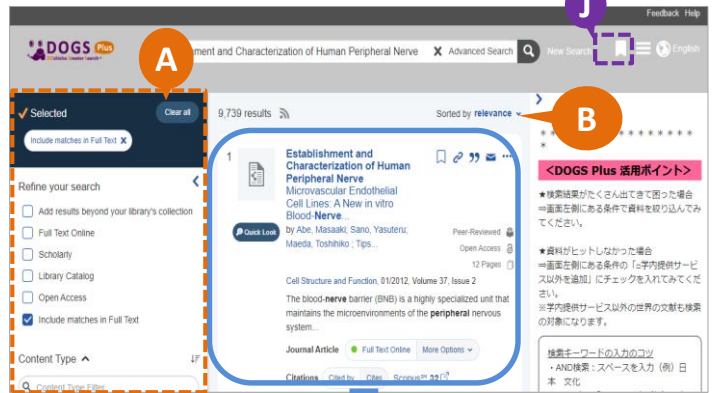 J
Feedback Help
DOGS Plus
A
ment and Characterization of Human Peripheral Nerve X Advanced Search
New Search
English
Selected
Clear all
Include matches in Full Text X
Refine your search
Add results beyond your library's collection
Full Text Online
Scholarly
Library Catalog
Open Access
Include matches in Full Text
Content Type
Content Type Filter
9,739 results
Sorted by relevance
B
1
Quick Look
Establishment and
Characterization of Human
Peripheral Nerve
Microvascular Endothelial
Cell Lines: A New in vitro
Blood-Nerve...
by Abe, Masaaki; Sano, Yasuteru;
Maeda, Toshihiko ; Tips...
Peer-Reviewed
Open Access
12 Pages
Cell Structure and Function, 01/2012, Volume 37, Issue 2
The blood-nerve barrier (BNB) is a highly specialized unit that
maintains the microenvironments of the peripheral nervous
system...
Journal Article Full Text Online More Options
Citations Cited by Cites Scopus 32
* * * * * * * * * * * * * * * * *
*
<DOGS Plus 活用ポイント>
★検索結果がたくさん出てきて困った場合
⇒画面左側にある条件で資料を絞り込んでみ
てください。
★資料がヒットしなかった場合
⇒画面左側にある条件の「□学内提供サービ
ス以外を追加」にチェックを入れてみてくだ
さい。
※学内提供サービス以外の世界の文献も検索
の対象になります。
検索キーワードの入力のコツ
・AND検索：スペースを入力（例）日
本 文化